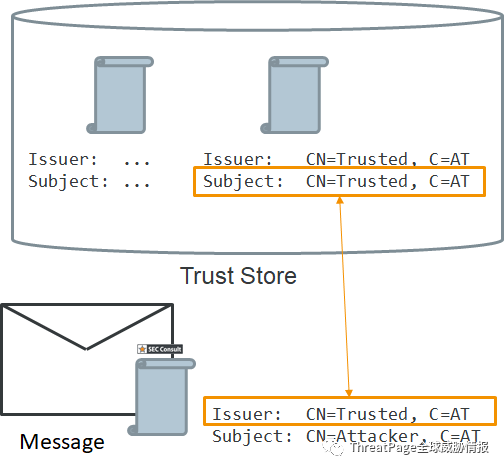 Issuer: ... Issuer: CN=Trusted, C=AT
Subject: ... Subject: CN=Trusted, C=AT
Trust Store
SEC Consult
Issuer: CN=Trusted, C=AT
Subject: CN=Attacker, C=AT
Message
ThreatPage全球威胁情报